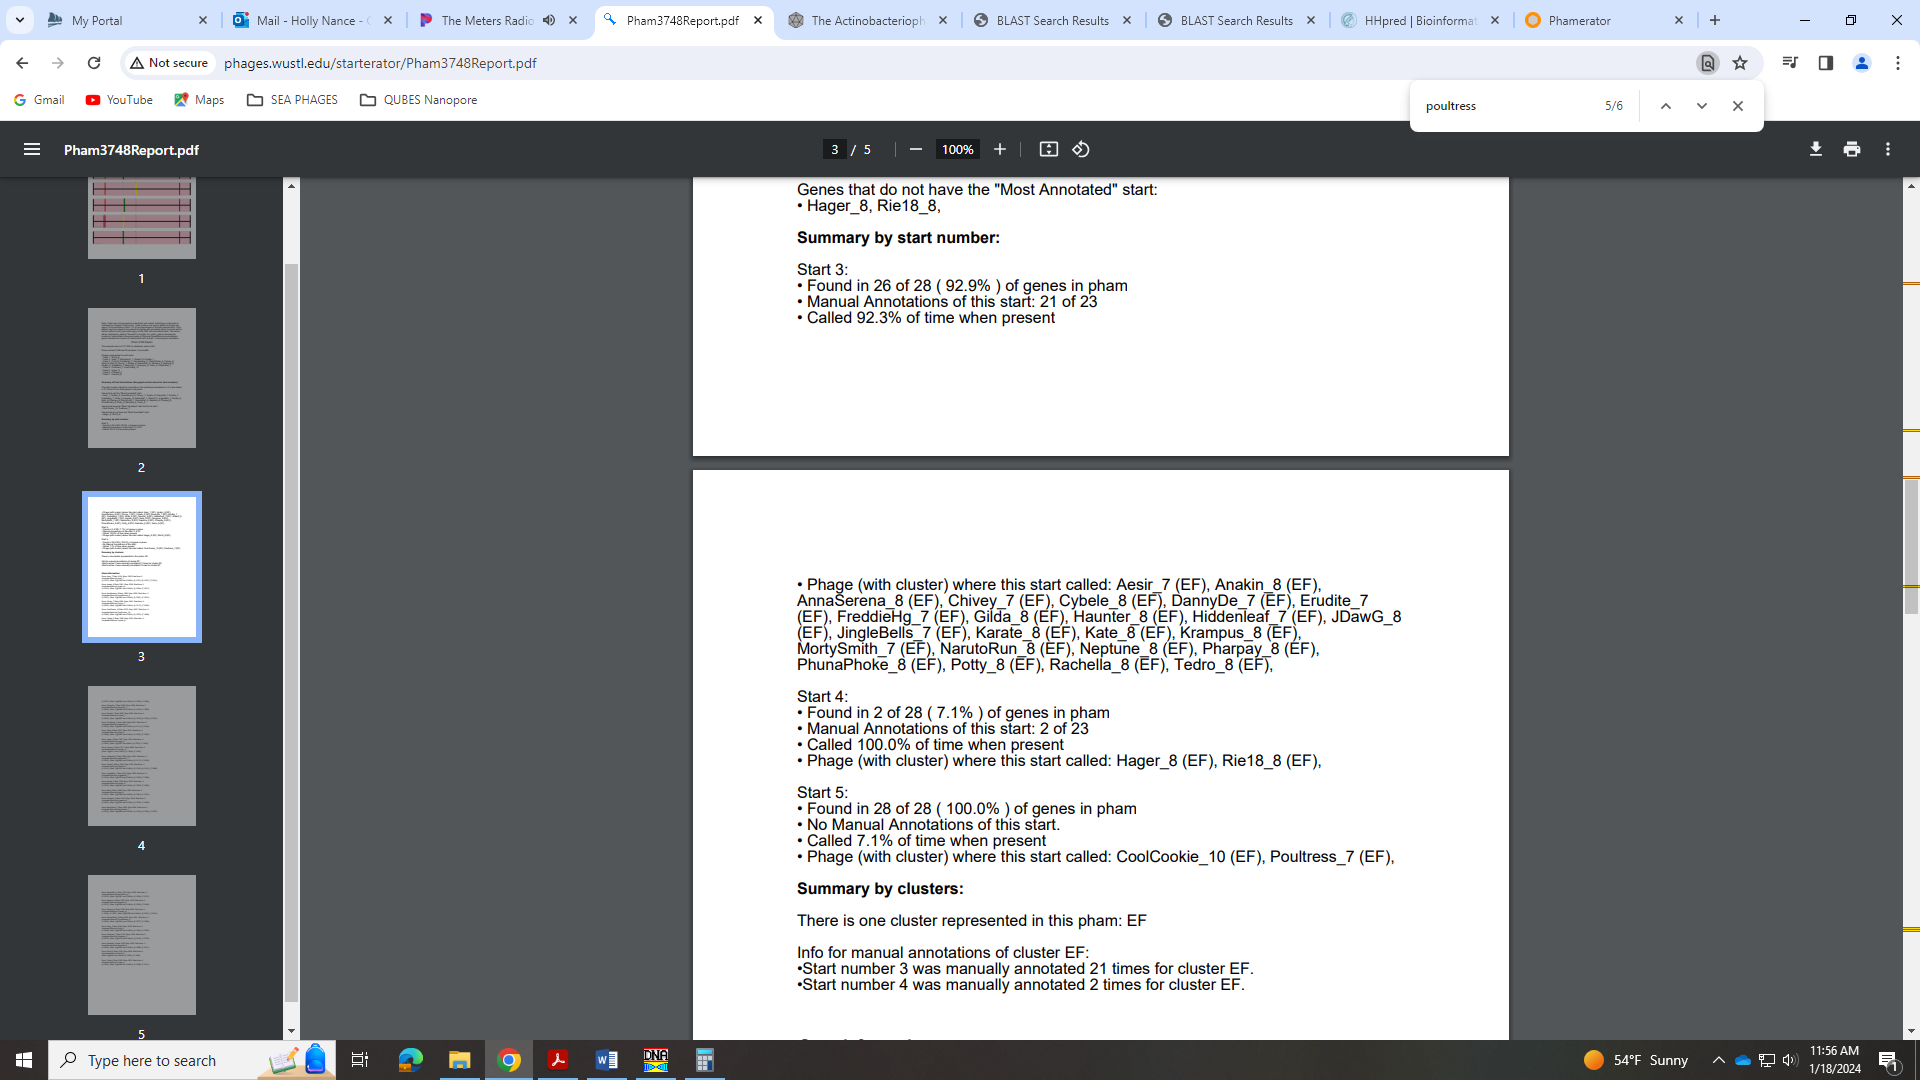 My Portal
Mail - Holly Nance -
The Meters Radio
Pham3748Report.pdf
The Actinobacterioph
BLAST Search Results
BLAST Search Results
HHpred | Bioinformat
Phamerator
Not secure
phages.wustl.edu/starterator/Pham3748Report.pdf
Gmail
YouTube
Maps
SEA PHAGES
QUBES Nanopore
poultress
5/6
Pham3748Report.pdf
3 / 5
100%
1
2
3
4
5
Genes that do not have the "Most Annotated" start:
• Hager_8, Rie18_8,
Summary by start number:
Start 3:
• Found in 26 of 28 ( 92.9% ) of genes in pham
• Manual Annotations of this start: 21 of 23
• Called 92.3% of time when present
• Phage (with cluster) where this start called: Aesir_7 (EF), Anakin_8 (EF),
AnnaSerena_8 (EF), Chivey_7 (EF), Cybele_8 (EF), DannyDe_7 (EF), Erudite_7
(EF), FreddieHg_7 (EF), Gilda_8 (EF), Haunter_8 (EF), Hiddenleaf_7 (EF), JDawG_8
(EF), JingleBells_7 (EF), Karate_8 (EF), Kate_8 (EF), Krampus_8 (EF),
MortySmith_7 (EF), NarutoRun_8 (EF), Neptune_8 (EF), Pharpay_8 (EF),
PhunaPhoke_8 (EF), Potty_8 (EF), Rachella_8 (EF), Tedro_8 (EF),
Start 4:
• Found in 2 of 28 ( 7.1% ) of genes in pham
• Manual Annotations of this start: 2 of 23
• Called 100.0% of time when present
• Phage (with cluster) where this start called: Hager_8 (EF), Rie18_8 (EF),
Start 5:
• Found in 28 of 28 ( 100.0% ) of genes in pham
• No Manual Annotations of this start.
• Called 7.1% of time when present
• Phage (with cluster) where this start called: CoolCookie_10 (EF), Poultress_7 (EF),
Summary by clusters:
There is one cluster represented in this pham: EF
Info for manual annotations of cluster EF:
•Start number 3 was manually annotated 21 times for cluster EF.
•Start number 4 was manually annotated 2 times for cluster EF.
Type here to search
DNA
54°F Sunny
11:56 AM
1/18/2024
1